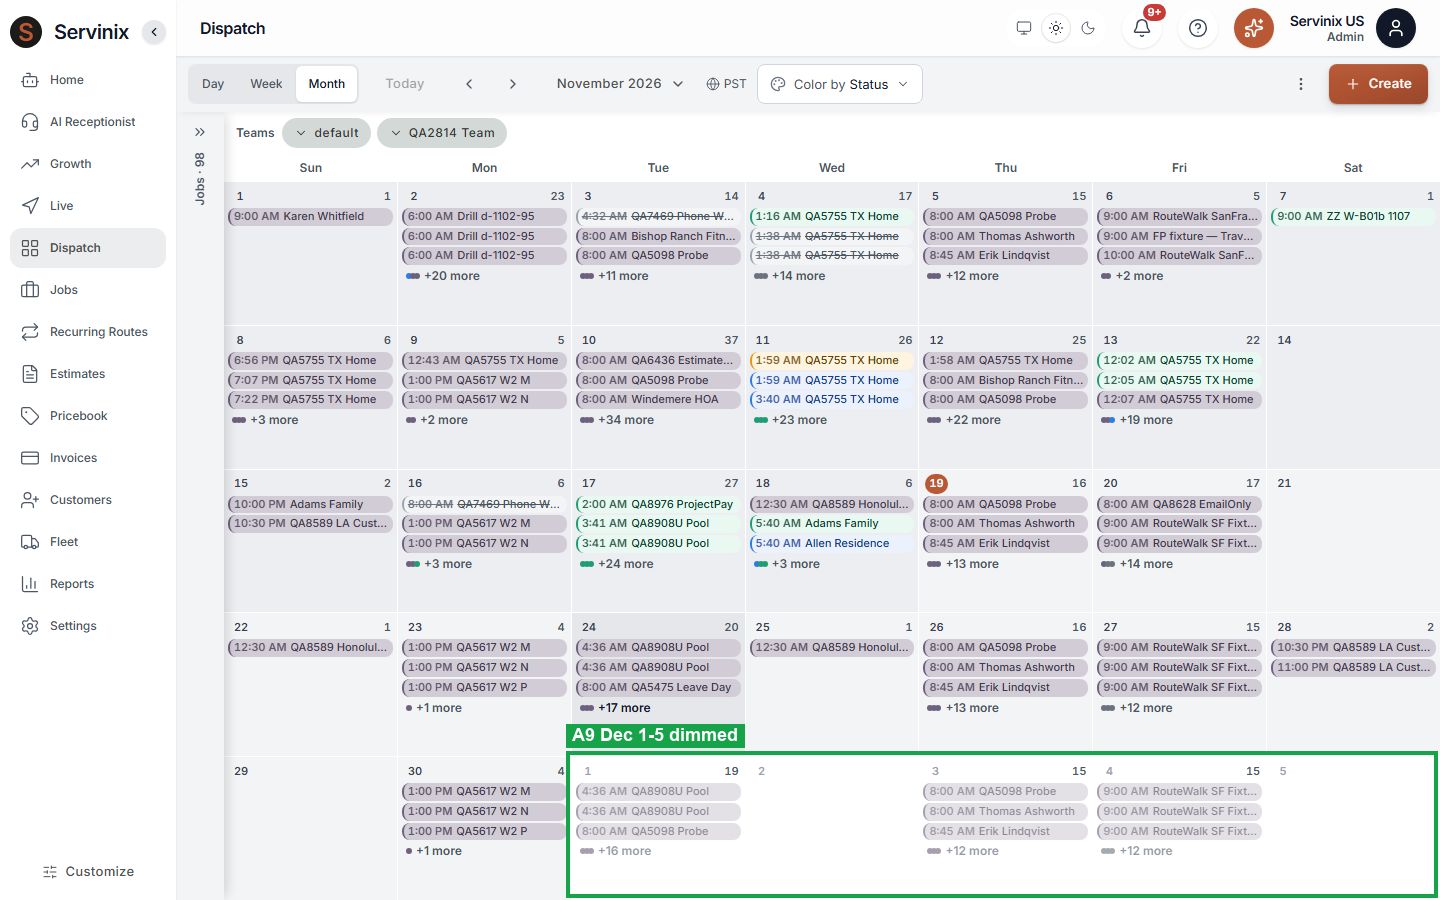 Servinix
Dispatch
9+
Servinix US
Admin
Home
AI Receptionist
Growth
Live
Dispatch
Jobs
Recurring Routes
Estimates
Pricebook
Invoices
Customers
Fleet
Reports
Settings
Customize
Day Week Month Today November 2026 PST Color by Status Create
Jobs · 98
Teams default QA2814 Team
Sun Mon Tue Wed Thu Fri Sat
1 1
9:00 AM Karen Whitfield
2 23
6:00 AM Drill d-1102-95
6:00 AM Drill d-1102-95
6:00 AM Drill d-1102-95
+20 more
3 14
4:32 AM QA7469 Phone W...
8:00 AM Bishop Ranch Fitn...
8:00 AM QA5098 Probe
+11 more
4 17
1:16 AM QA5755 TX Home
1:38 AM QA5755 TX Home
1:38 AM QA5755 TX Home
+14 more
5 15
8:00 AM QA5098 Probe
8:00 AM Thomas Ashworth
8:45 AM Erik Lindqvist
+12 more
6 5
9:00 AM RouteWalk SanFra...
9:00 AM FP fixture — Trav...
10:00 AM RouteWalk SanF...
+2 more
7 1
9:00 AM ZZ W-B01b 1107
8 6
6:56 PM QA5755 TX Home
7:07 PM QA5755 TX Home
7:22 PM QA5755 TX Home
+3 more
9 5
12:43 AM QA5755 TX Home
1:00 PM QA5617 W2 M
1:00 PM QA5617 W2 N
+2 more
10 37
8:00 AM QA6436 Estimate...
8:00 AM QA5098 Probe
8:00 AM Windemere HOA
+34 more
11 26
1:59 AM QA5755 TX Home
1:59 AM QA5755 TX Home
3:40 AM QA5755 TX Home
+23 more
12 25
1:58 AM QA5755 TX Home
8:00 AM Bishop Ranch Fitn...
8:00 AM QA5098 Probe
+22 more
13 22
12:02 AM QA5755 TX Home
12:05 AM QA5755 TX Home
12:07 AM QA5755 TX Home
+19 more
14
15 2
10:00 PM Adams Family
10:30 PM QA8589 LA Cust...
16 6
8:00 AM QA7469 Phone W...
1:00 PM QA5617 W2 M
1:00 PM QA5617 W2 N
+3 more
17 27
2:00 AM QA8976 ProjectPay
3:41 AM QA8908U Pool
3:41 AM QA8908U Pool
+24 more
18 6
12:30 AM QA8589 Honolul...
5:40 AM Adams Family
5:40 AM Allen Residence
+3 more
19 16
8:00 AM QA5098 Probe
8:00 AM Thomas Ashworth
8:45 AM Erik Lindqvist
+13 more
20 17
8:00 AM QA8628 EmailOnly
9:00 AM RouteWalk SF Fixt...
9:00 AM RouteWalk SF Fixt...
+14 more
21
22 1
12:30 AM QA8589 Honolul...
23 4
1:00 PM QA5617 W2 M
1:00 PM QA5617 W2 N
1:00 PM QA5617 W2 P
+1 more
24 20
4:36 AM QA8908U Pool
4:36 AM QA8908U Pool
8:00 AM QA5475 Leave Day
+17 more
25 1
12:30 AM QA8589 Honolul...
26 16
8:00 AM QA5098 Probe
8:00 AM Thomas Ashworth
8:45 AM Erik Lindqvist
+13 more
27 15
9:00 AM RouteWalk SF Fixt...
9:00 AM RouteWalk SF Fixt...
9:00 AM RouteWalk SF Fixt...
+12 more
28 2
10:30 PM QA8589 LA Cust...
11:00 PM QA8589 LA Cust...
A9 Dec 1-5 dimmed
29
30 4
1:00 PM QA5617 W2 M
1:00 PM QA5617 W2 N
1:00 PM QA5617 W2 P
+1 more
1 19
4:36 AM QA8908U Pool
4:36 AM QA8908U Pool
8:00 AM QA5098 Probe
+16 more
2
3 15
8:00 AM QA5098 Probe
8:00 AM Thomas Ashworth
8:45 AM Erik Lindqvist
+12 more
4 15
9:00 AM RouteWalk SF Fixt...
9:00 AM RouteWalk SF Fixt...
9:00 AM RouteWalk SF Fixt...
+12 more
5